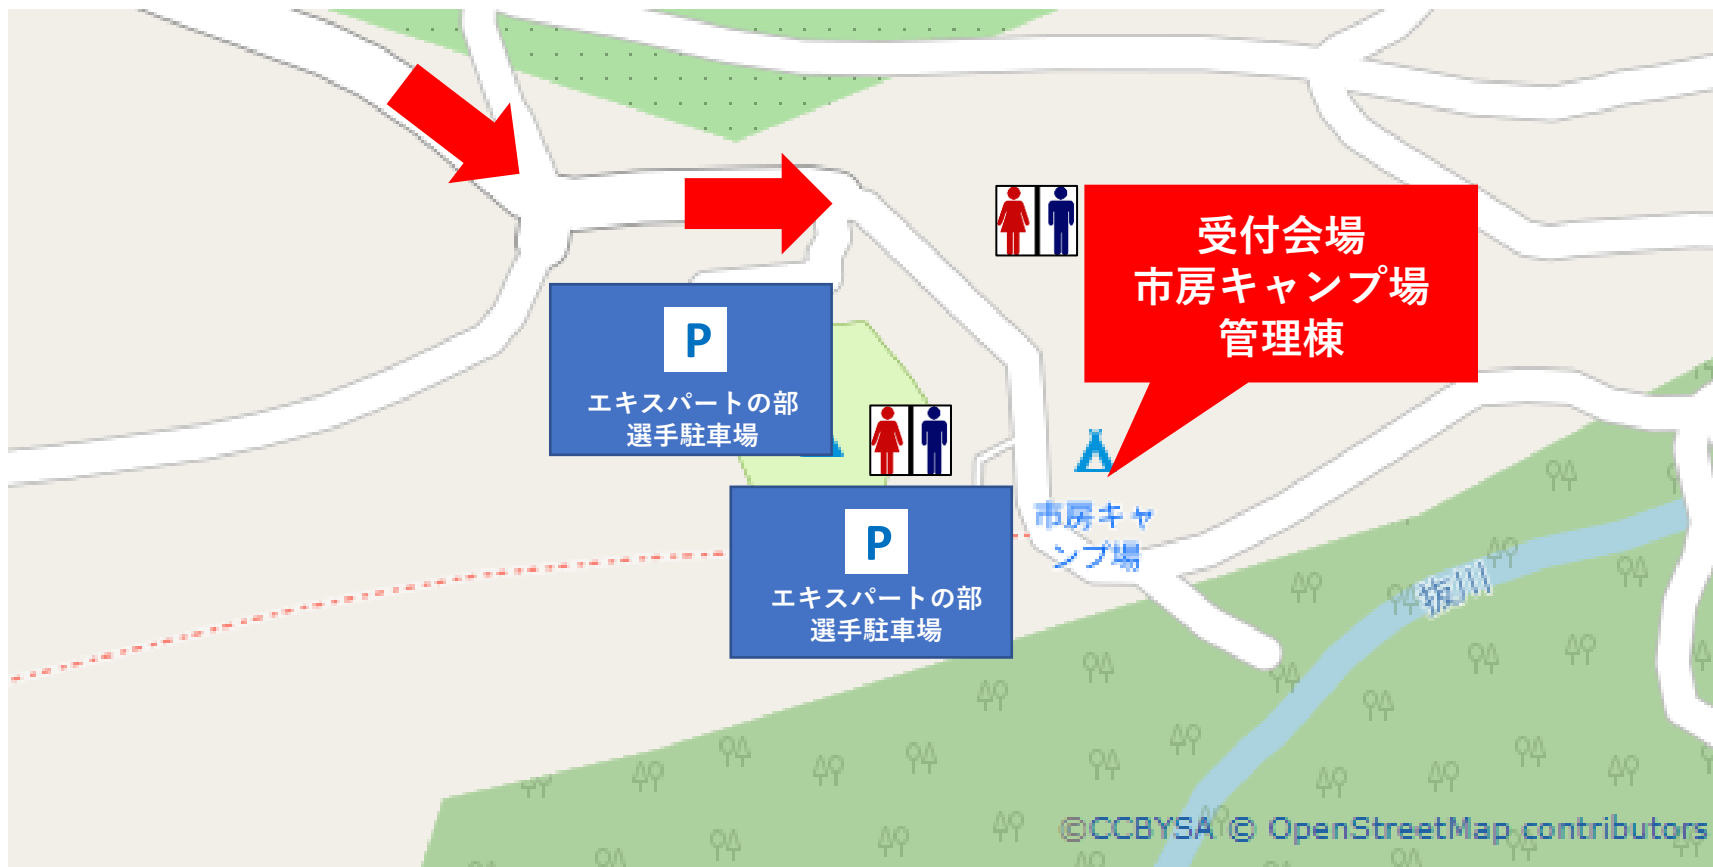 受付会場
市房キャンプ場
管理棟
P
エキスパートの部
選手駐車場
P
エキスパートの部
選手駐車場
市房キャ
ンプ場
©CCBYSA © OpenStreetMap contributors